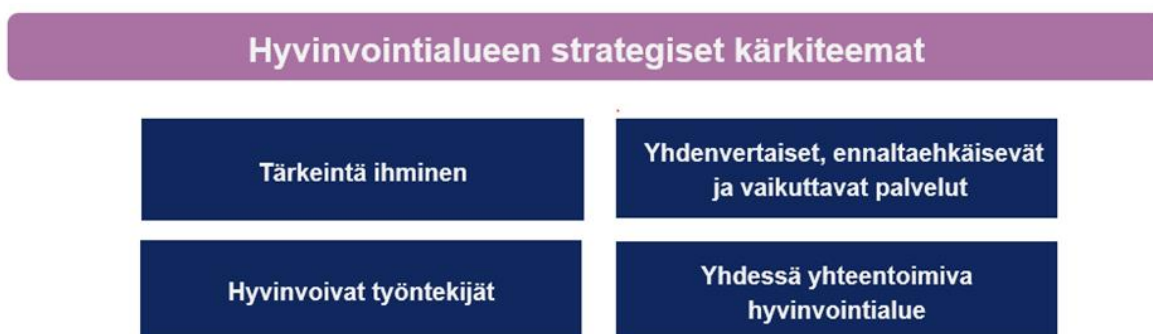 Hyvinvointialueen strategiset kärkiteemat
Tärkeintä ihminen
Yhdenvertaiset, ennaltaehkäisevät
ja vaikuttavat palvelut
Hyvinvoivat työntekijät
Yhdessä yhteentoimiva
hyvinvointialue